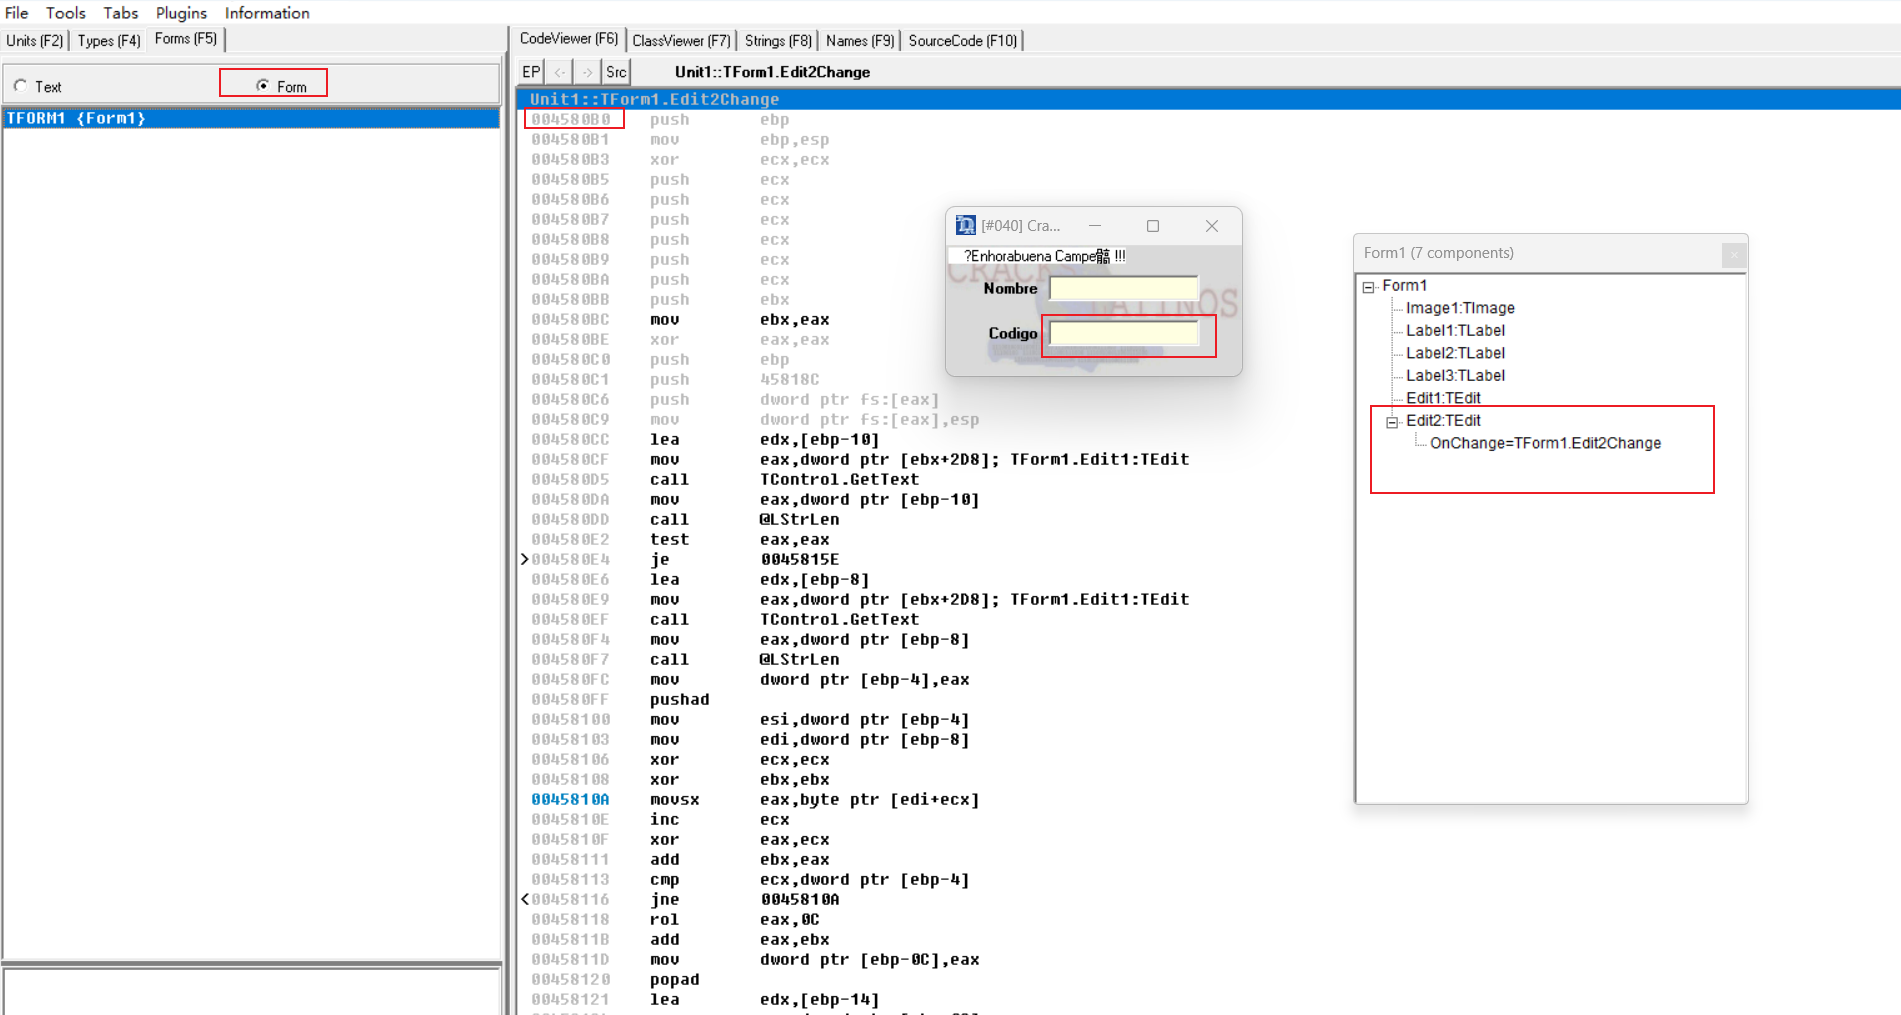 File Tools Tabs Plugins Information
Units (F2) Types (F4) Forms (F5)
Text Form
TFORM1 {Form1}
CodeViewer (F6) ClassViewer (F7) Strings (F8) Names (F9) SourceCode (F10)
EP <- -> Src Unit1::TForm1.Edit2Change
Unit1::TForm1.Edit2Change
004580B0 push ebp
004580B1 mov ebp,esp
004580B3 xor ecx,ecx
004580B5 push ecx
004580B6 push ecx
004580B7 push ecx
004580B8 push ecx
004580B9 push ecx
004580BA push ecx
004580BB push ebx
004580BC mov ebx,eax
004580BE xor eax,eax
004580C0 push ebp
004580C1 push 45818C
004580C6 push dword ptr fs:[eax]
004580C9 mov dword ptr fs:[eax],esp
004580CC lea edx,[ebp-10]
004580CF mov eax,dword ptr [ebx+2D8]; TForm1.Edit1:TEdit
004580D5 call TControl.GetText
004580DA mov eax,dword ptr [ebp-10]
004580DD call @LStrLen
004580E2 test eax,eax
>004580E4 je 0045815E
004580E6 lea edx,[ebp-8]
004580E9 mov eax,dword ptr [ebx+2D8]; TForm1.Edit1:TEdit
004580EF call TControl.GetText
004580F4 mov eax,dword ptr [ebp-8]
004580F7 call @LStrLen
004580FC mov dword ptr [ebp-4],eax
004580FF pushad
00458100 mov esi,dword ptr [ebp-4]
00458103 mov edi,dword ptr [ebp-8]
00458106 xor ecx,ecx
00458108 xor ebx,ebx
0045810A movsx eax,byte ptr [edi+ecx]
0045810E inc ecx
0045810F xor eax,ecx
00458111 add ebx,eax
00458113 cmp ecx,dword ptr [ebp-4]
<00458116 jne 0045810A
00458118 rol eax,0C
0045811B add eax,ebx
0045811D mov dword ptr [ebp-0C],eax
00458120 popad
00458121 lea edx,[ebp-14]
[#040] Cra...
?Enhorabuena Campe髇 !!!
CRACKS
LATINOS
Nombre
Codigo
Form1 (7 components)
Form1
Image1:TImage
Label1:TLabel
Label2:TLabel
Label3:TLabel
Edit1:TEdit
Edit2:TEdit
OnChange=TForm1.Edit2Change